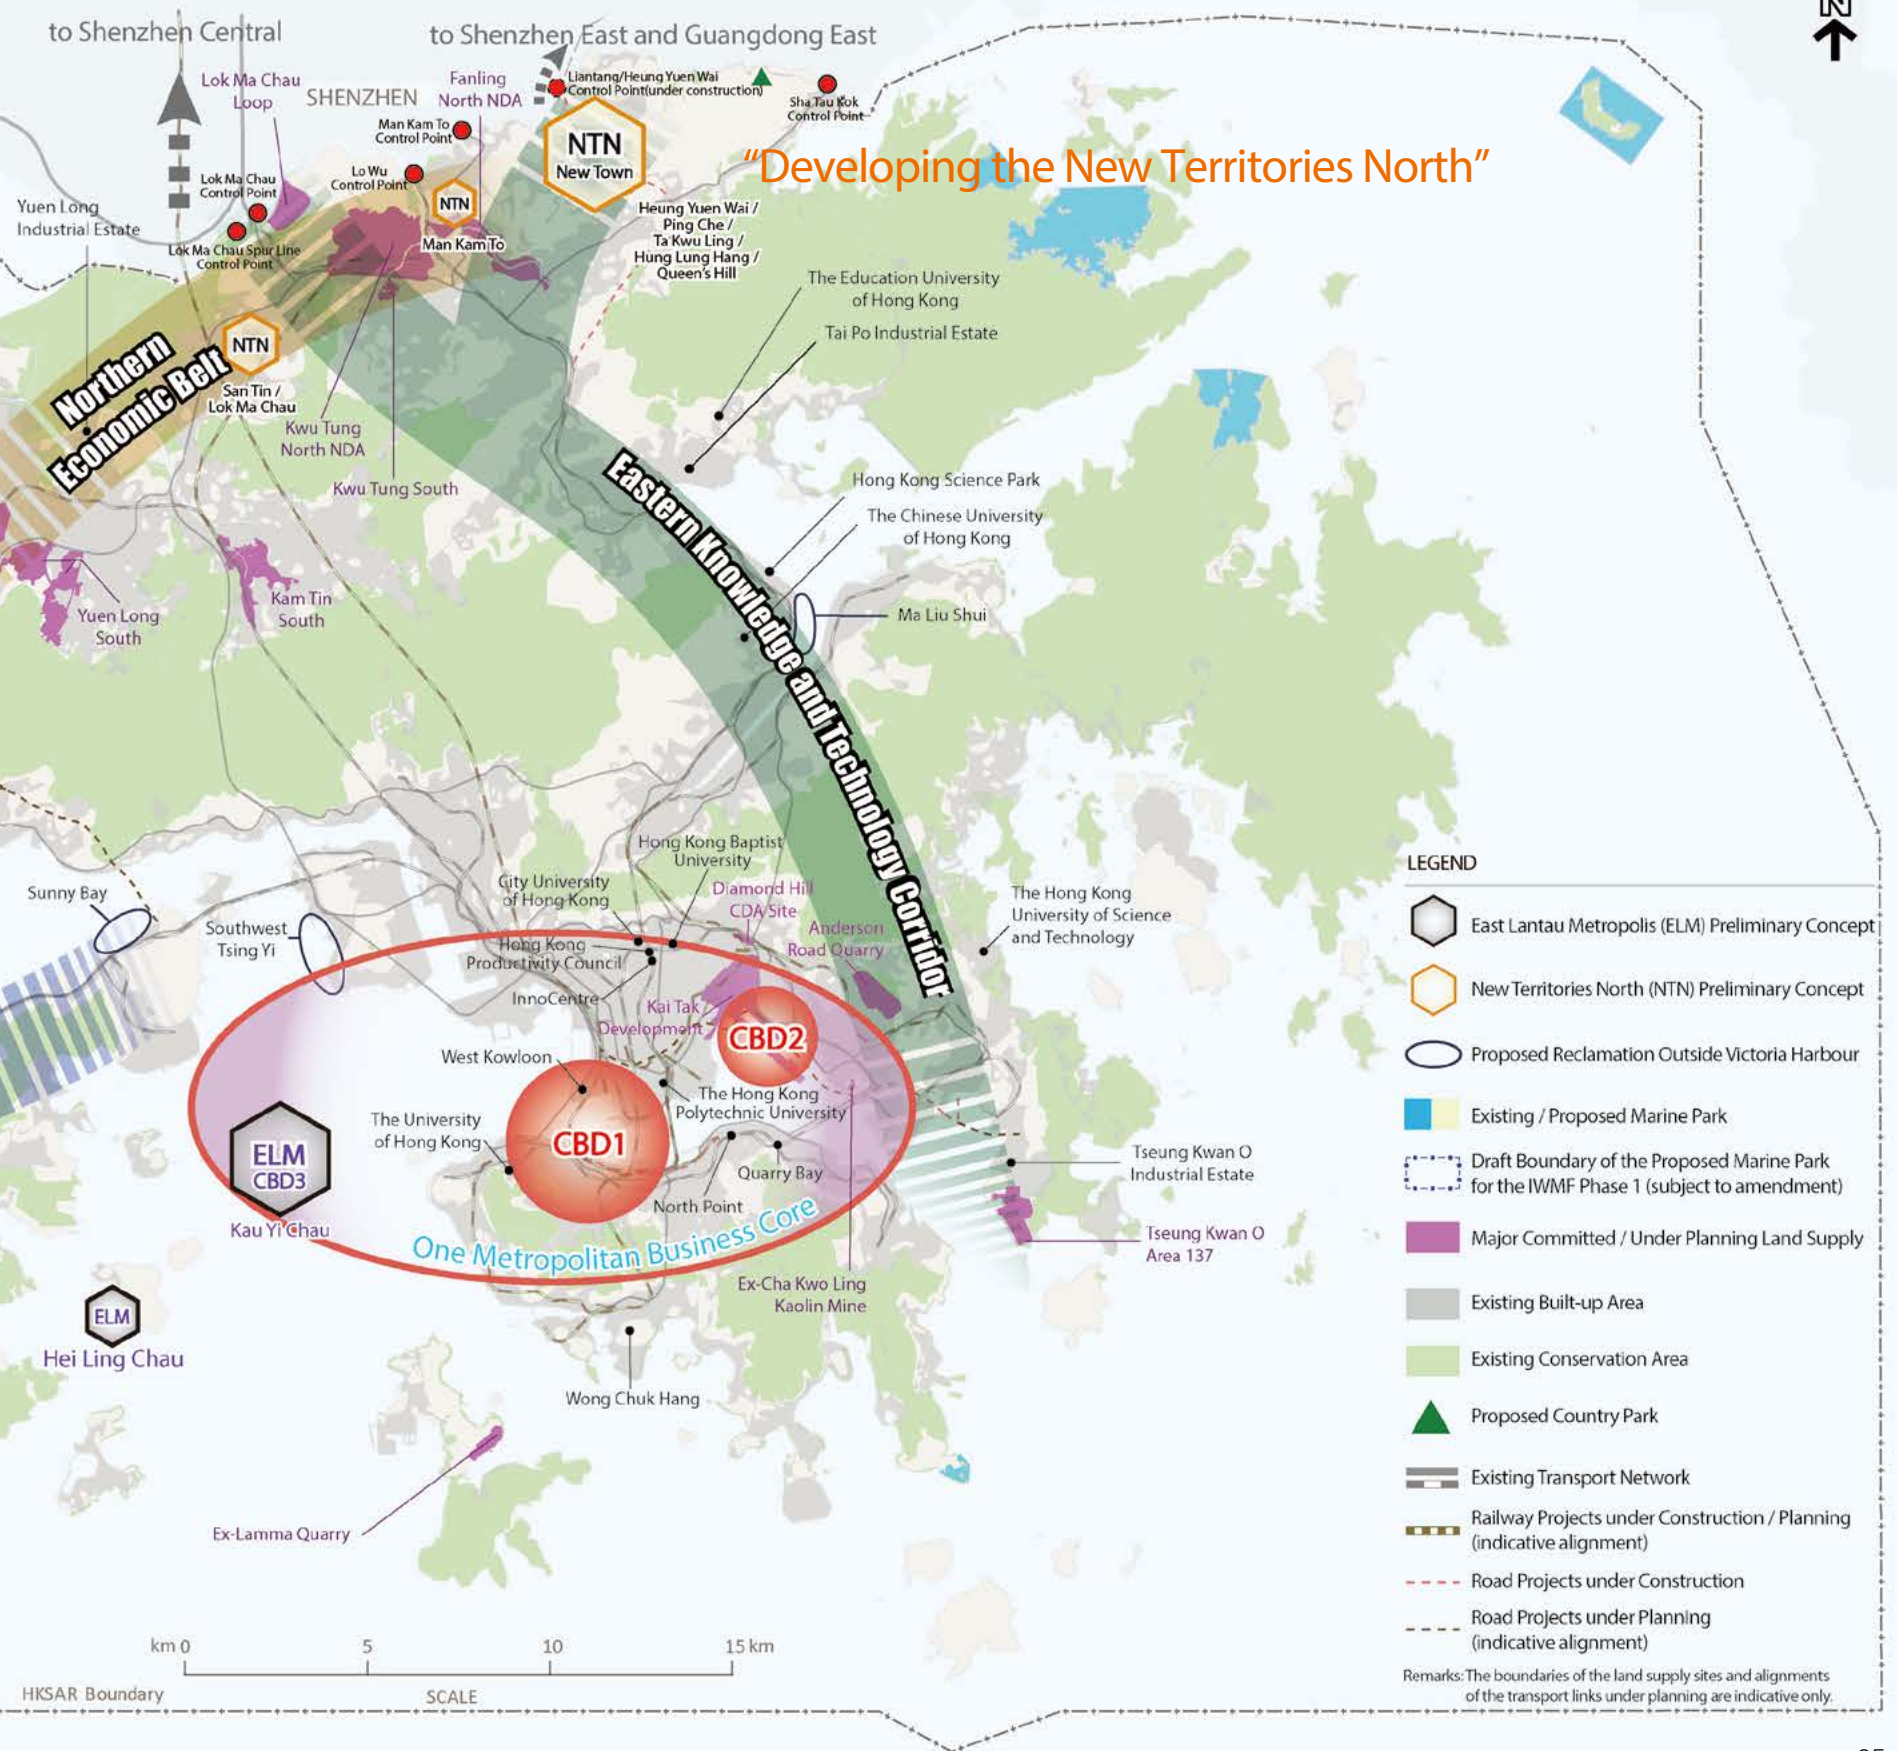 to Shenzhen Central
to Shenzhen East and Guangdong East
N
Lok Ma Chau
Loop
SHENZHEN
Fanling
North NDA
Liantang/Heung Yuen Wai
Control Point(under construction)
Sha Tau Kok
Control Point
Man Kam To
Control Point
NTN
New Town
"Developing the New Territories North"
Lo Wu
Control Point
Lok Ma Chau
Control Point
NTN
Man Kam To
Yuen Long
Industrial Estate
Lok Ma Chau Spur Line
Control Point
Heung Yuen Wai /
Ping Che /
Ta Kwu Ling /
Hung Lung Hang /
Queen's Hill
The Education University
of Hong Kong
Tai Po Industrial Estate
Northern
Economic Belt
NTN
San Tin /
Lok Ma Chau
Kwu Tung
North NDA
Kwu Tung South
Hong Kong Science Park
The Chinese University
of Hong Kong
Eastern Knowledge and Technology Corridor
Ma Liu Shui
Yuen Long
South
Kam Tin
South
Hong Kong Baptist
University
City University
of Hong Kong
Diamond Hill
CDA Site
Anderson
Road Quarry
The Hong Kong
University of Science
and Technology
Sunny Bay
Southwest
Tsing Yi
Hong Kong
Productivity Council
InnoCentre
Kai Tak
Development
CBD2
West Kowloon
The Hong Kong
Polytechnic University
The University
of Hong Kong
CBD1
ELM
CBD3
Kau Yi Chau
Quarry Bay
North Point
One Metropolitan Business Core
Tseung Kwan O
Industrial Estate
Tseung Kwan O
Area 137
Ex-Cha Kwo Ling
Kaolin Mine
ELM
Hei Ling Chau
Wong Chuk Hang
Ex-Lamma Quarry
LEGEND
East Lantau Metropolis (ELM) Preliminary Concept
New Territories North (NTN) Preliminary Concept
Proposed Reclamation Outside Victoria Harbour
Existing / Proposed Marine Park
Draft Boundary of the Proposed Marine Park
for the IWMF Phase 1 (subject to amendment)
Major Committed / Under Planning Land Supply
Existing Built-up Area
Existing Conservation Area
Proposed Country Park
Existing Transport Network
Railway Projects under Construction / Planning
(indicative alignment)
Road Projects under Construction
Road Projects under Planning
(indicative alignment)
Remarks: The boundaries of the land supply sites and alignments
of the transport links under planning are indicative only.
km 0 5 10 15 km
SCALE
HKSAR Boundary